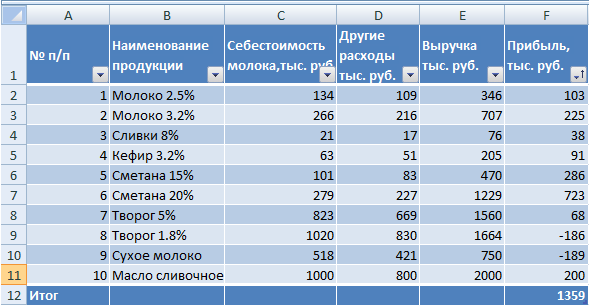 A B C D E F
1 № п/п Наименование продукции Себестоимость молока,тыс. руб Другие расходы тыс. руб. Выручка тыс. руб. Прибыль, тыс. руб.
2 1 Молоко 2.5% 134 109 346 103
3 2 Молоко 3.2% 266 216 707 225
4 3 Сливки 8% 21 17 76 38
5 4 Кефир 3.2% 63 51 205 91
6 5 Сметана 15% 101 83 470 286
7 6 Сметана 20% 279 227 1229 723
8 7 Творог 5% 823 669 1560 68
9 8 Творог 1.8% 1020 830 1664 -186
10 9 Сухое молоко 518 421 750 -189
11 10 Масло сливочное 1000 800 2000 200
12 Итог 1359